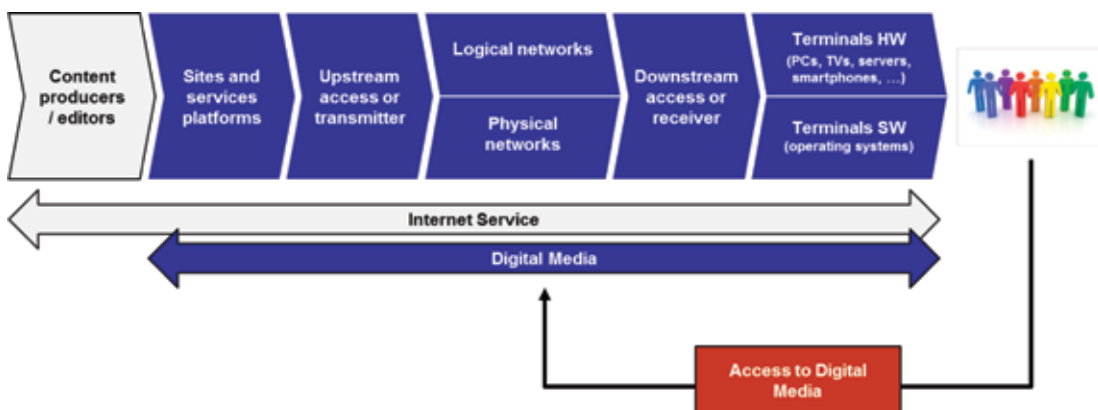 Content
producers
/ editors
Sites and
services
platforms
Upstream
access or
transmitter
Logical networks
Physical
networks
Downstream
access or
receiver
Terminals HW
(PCs, TVs, servers,
smartphones, ....)
Terminals SW
(operating systems)
Internet Service
Digital Media
Access to Digital
Media